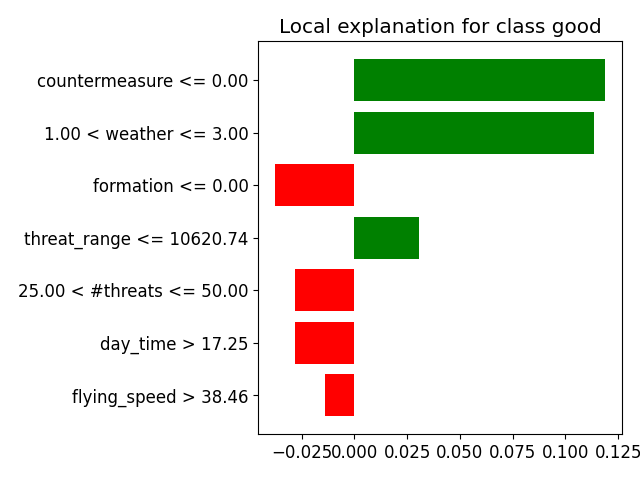 Local explanation for class good
countermeasure <= 0.00
1.00 < weather <= 3.00
formation <= 0.00
threat_range <= 10620.74
25.00 < #threats <= 50.00
day_time > 17.25
flying_speed > 38.46
−0.025 0.000 0.025 0.050 0.075 0.100 0.125